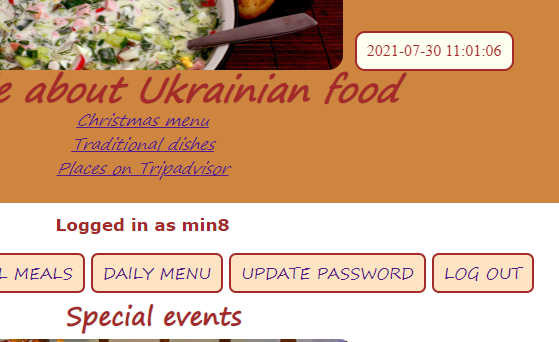 2021-07-30 11:01:06
about Ukrainian food
Christmas menu
Traditional dishes
Places on Tripadvisor
Logged in as min8
MEALS DAILY MENU UPDATE PASSWORD LOG OUT
Special events